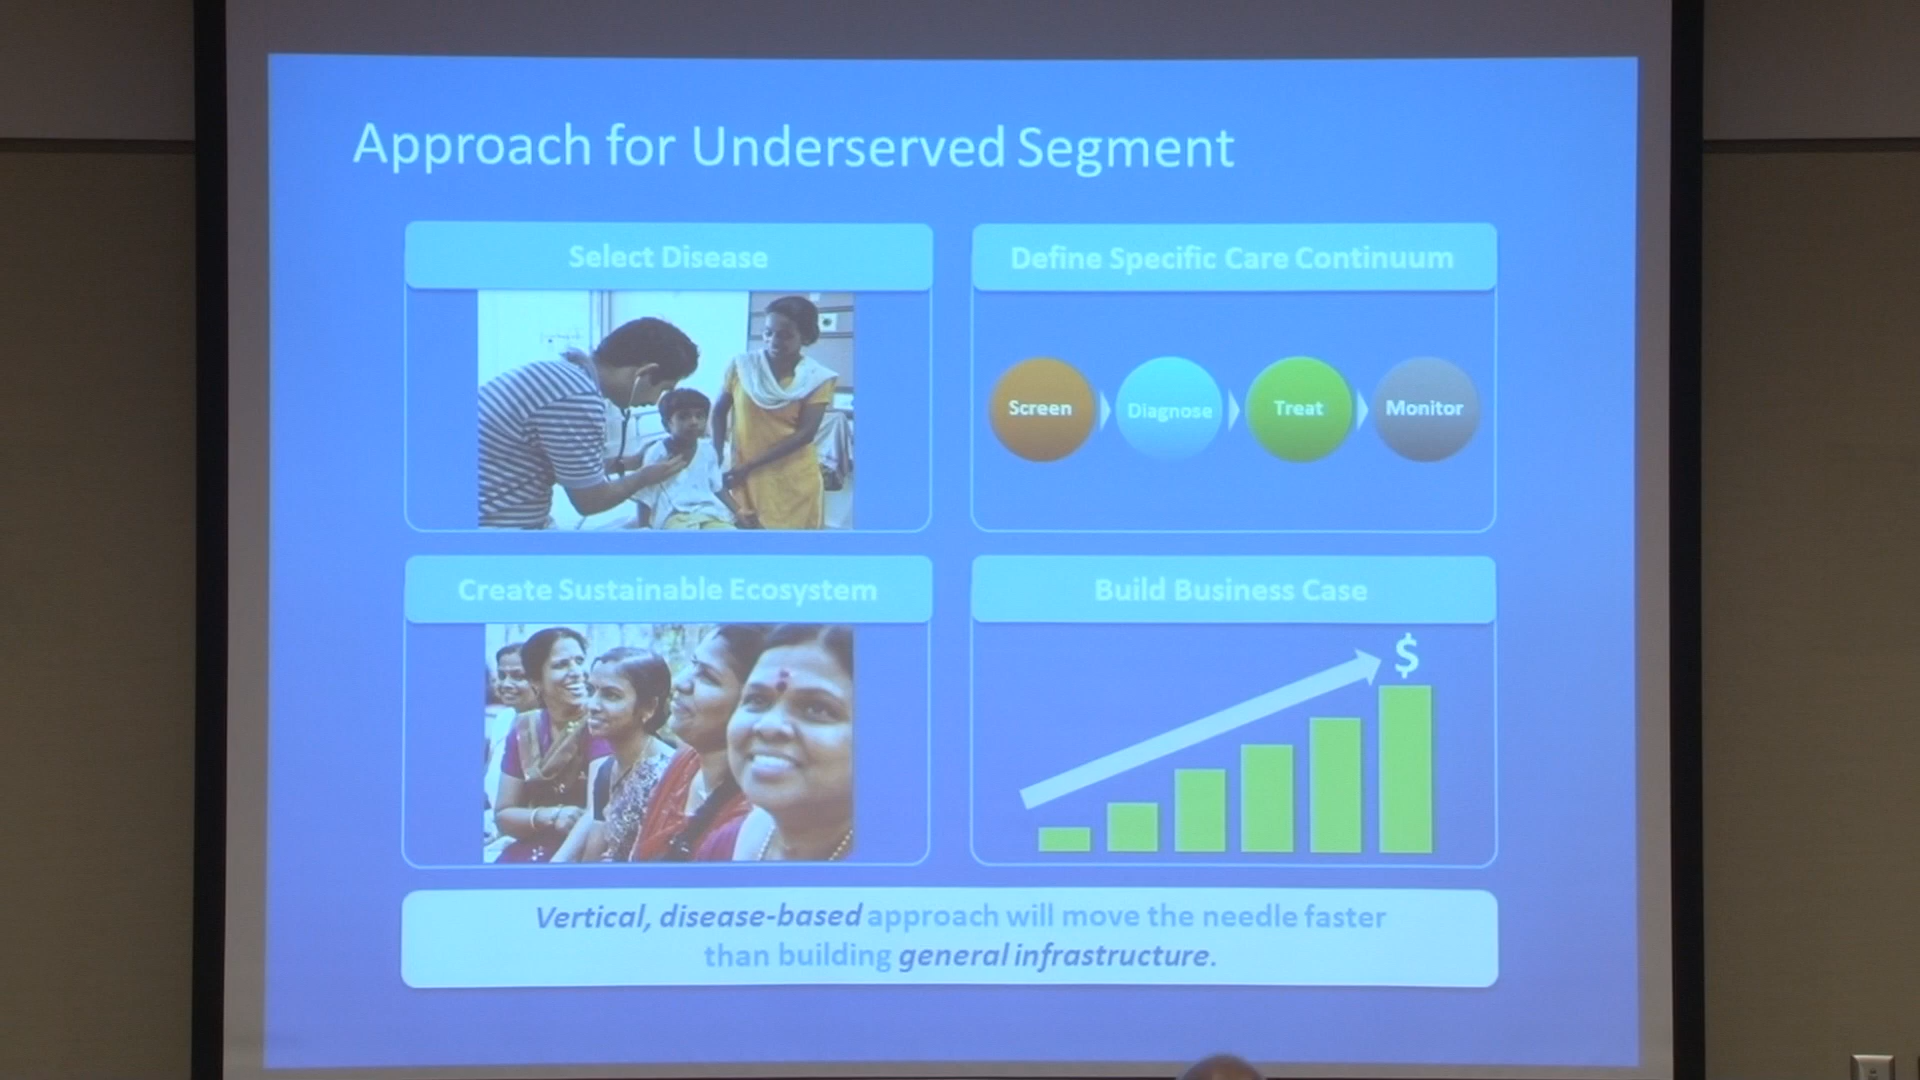 Approach for Underserved Segment
Select Disease
Define Specific Care Continuum
Screen
Diagnose
Treat
Monitor
Create Sustainable Ecosystem
Build Business Case
$
Vertical, disease-based approach will move the needle faster
than building general infrastructure.